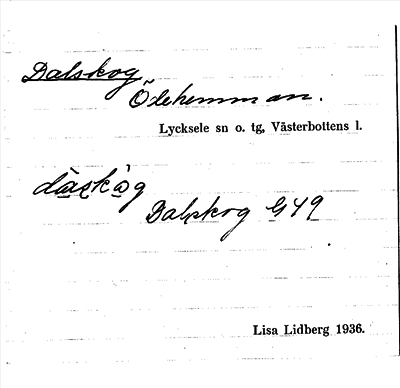 Dalskog
Ödehemman.
Lycksele sn o. tg, Västerbottens l.
Dalskog G49
Lisa Lidberg 1936.